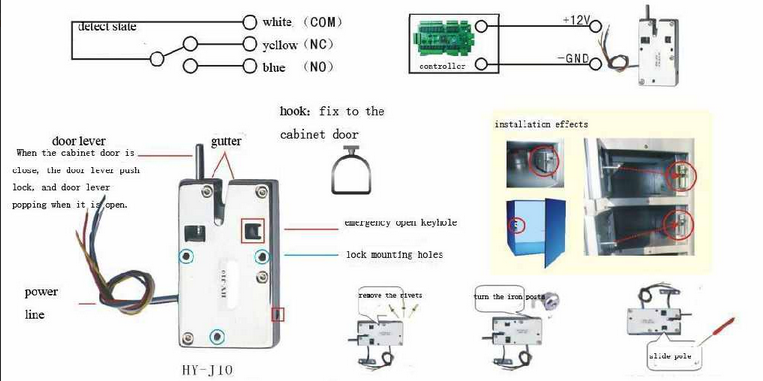 detect state
white （COM）
yellow （NC）
blue （NO）
controller
+12V
-GND
door lever
When the cabinet door is
close, the door lever push
lock, and door lever
popping when it is open.
gutter
hook: fix to the
cabinet door
installation effects
emergency open keyhole
lock mounting holes
power
line
HY-J10
HY-J10
remove the rivets
turn the iron posts
slide pole